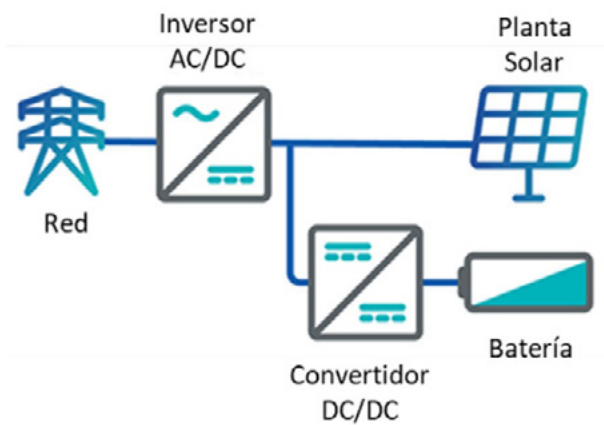 Inversor
AC/DC
Planta
Solar
Red
Batería
Convertidor
DC/DC